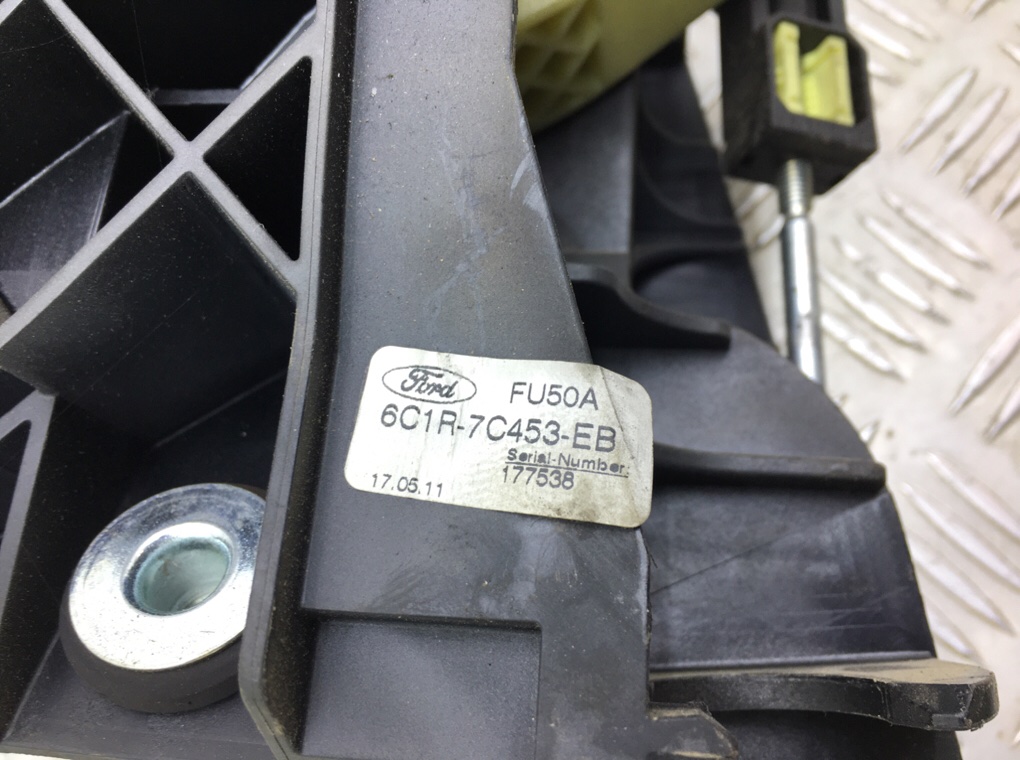 Ford FU50A
6C1R-7C453-EB
Serial-Number:
17.05.11 177538